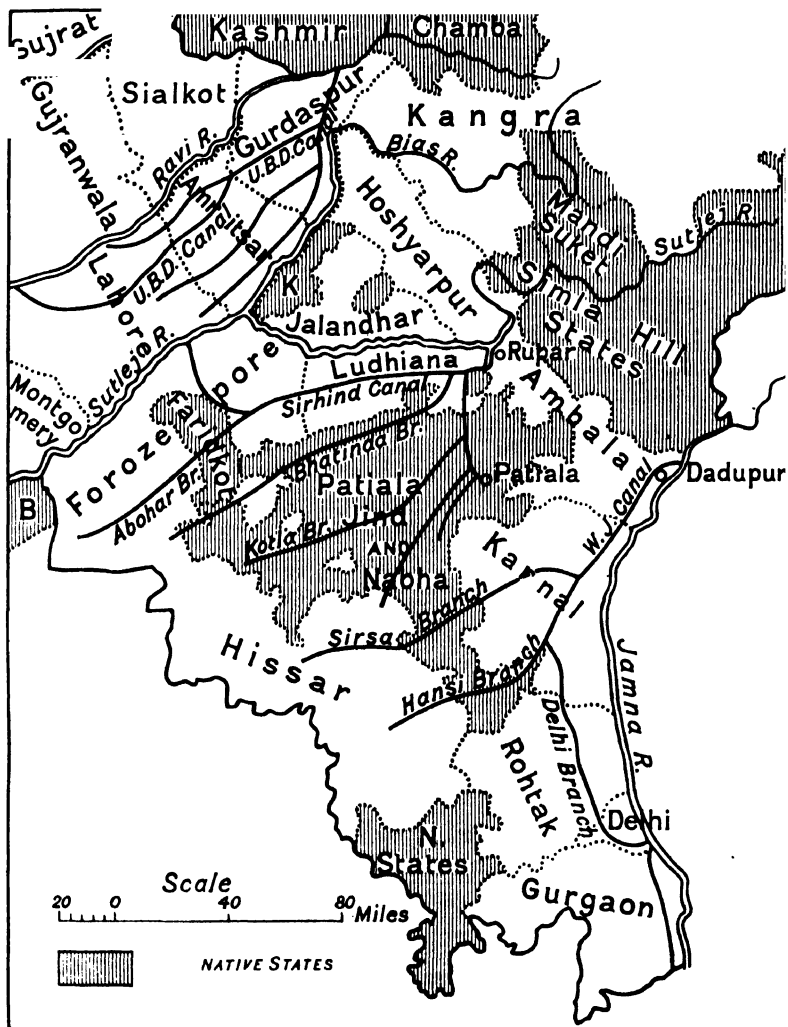 Gujrat
Kashmir
Chamba
Sialkot
Gujranwala
Ravi R.
Gurdaspur
U.B.D. Canal
Kangra
Bias R.
Amritsar
U.B.D. Canal
Lahore
Hoshyarpur
Mandi
Suket
Sutlej R.
K
Jalandhar
Simla Hill
States
Sutlej R.
Montgo
mery
Ludhiana
Rupar
Sirhind Canal
Ambala
Forozepore
Faridkot
Bhatinda Br.
Patiala
Patiala
Dadupur
W.J. Canal
B
Abohar Br.
Kotla Br.
Jind
AND
Nabha
Karnal
Sirsa Branch
Hissar
Hansi Branch
Jamna R.
Delhi Branch
Rohtak
Delhi
N.
States
Gurgaon
Scale
20 0 40 80 Miles
NATIVE STATES